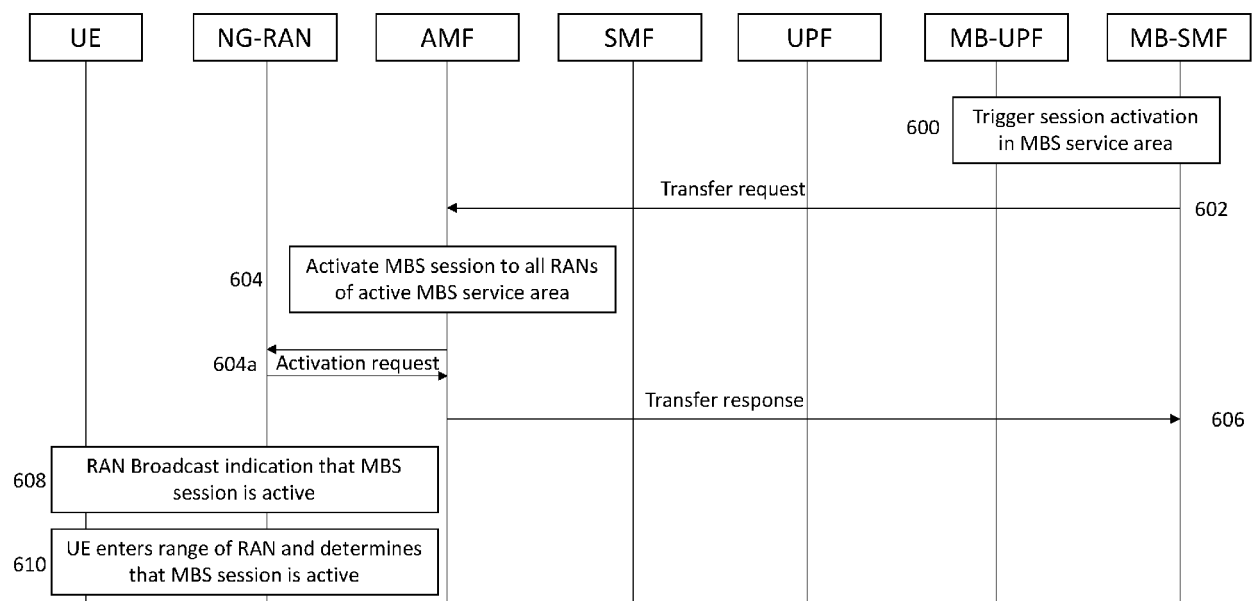 UE
NG-RAN
AMF
SMF
UPF
MB-UPF
MB-SMF
600
Trigger session activation
in MBS service area
Transfer request
602
604
Activate MBS session to all RANs
of active MBS service area
604a
Activation request
Transfer response
606
608
RAN Broadcast indication that MBS
session is active
610
UE enters range of RAN and determines
that MBS session is active